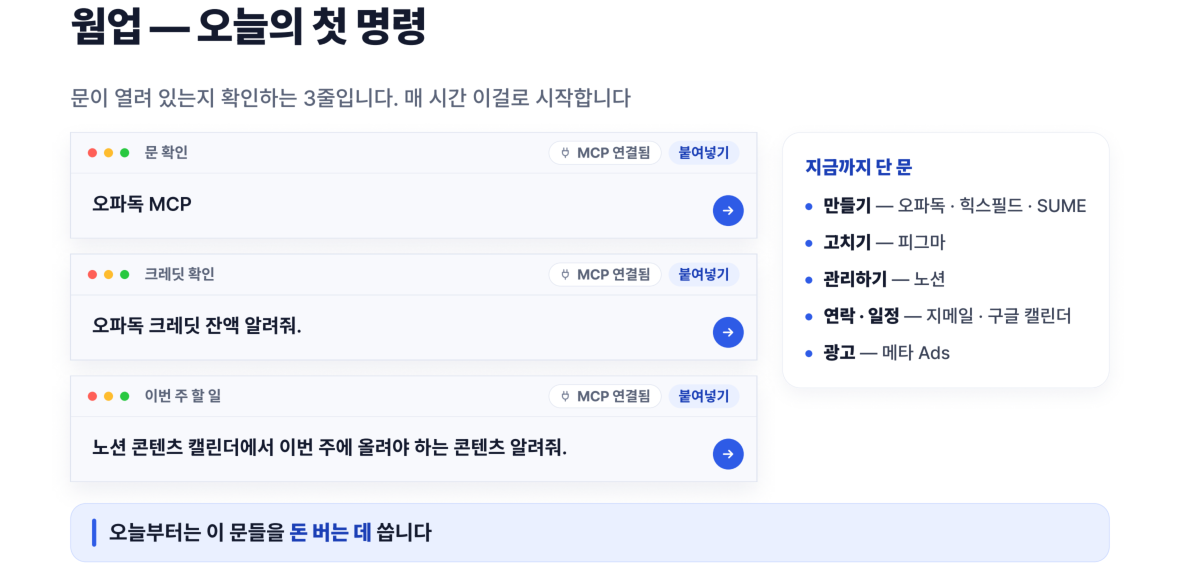 웜업 — 오늘의 첫 명령
문이 열려 있는지 확인하는 3줄입니다. 매 시간 이걸로 시작합니다
문 확인
MCP 연결됨
붙여넣기
오파독 MCP
크레딧 확인
MCP 연결됨
붙여넣기
오파독 크레딧 잔액 알려줘.
이번 주 할 일
MCP 연결됨
붙여넣기
노션 콘텐츠 캘린더에서 이번 주에 올려야 하는 콘텐츠 알려줘.
지금까지 단 문
만들기 — 오파독 · 힉스필드 · SUME
고치기 — 피그마
관리하기 — 노션
연락 · 일정 — 지메일 · 구글 캘린더
광고 — 메타 Ads
오늘부터는 이 문들을 돈 버는 데 씁니다